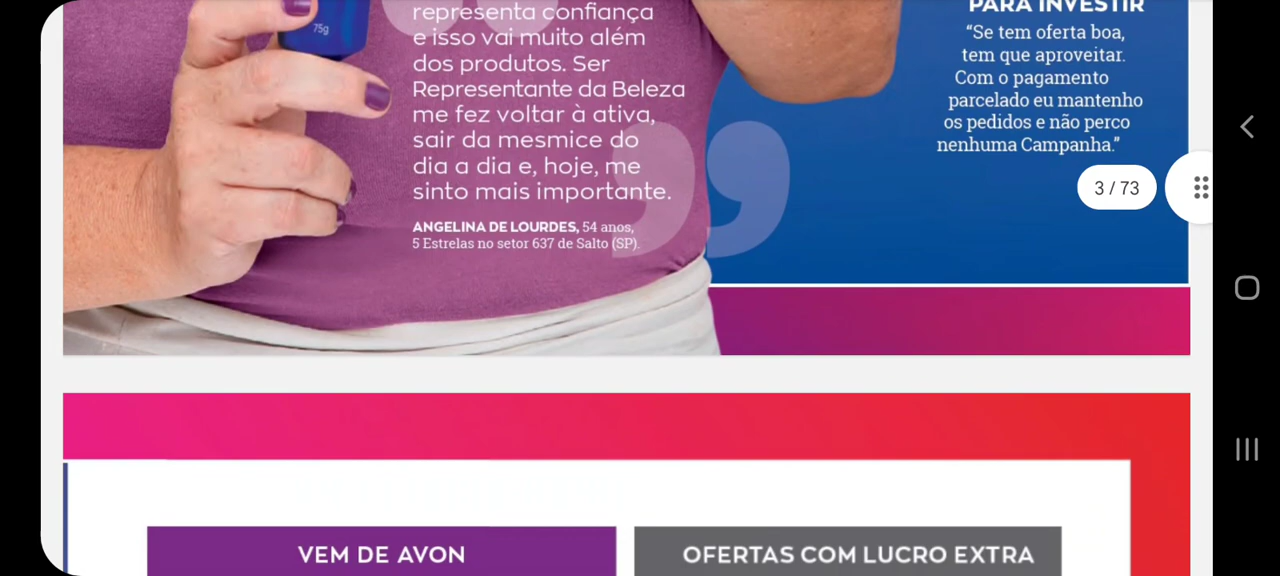 75g
representa confiança
e isso vai muito além
dos produtos. Ser
Representante da Beleza
me fez voltar à ativa,
sair da mesmice do
dia a dia e, hoje, me
sinto mais importante.
ANGELINA DE LOURDES, 54 anos,
5 Estrelas no setor 637 de Salto (SP).
PARA INVESTIR
“Se tem oferta boa,
tem que aproveitar.
Com o pagamento
parcelado eu mantenho
os pedidos e não perco
nenhuma Campanha.”
3 / 73
VEM DE AVON
OFERTAS COM LUCRO EXTRA